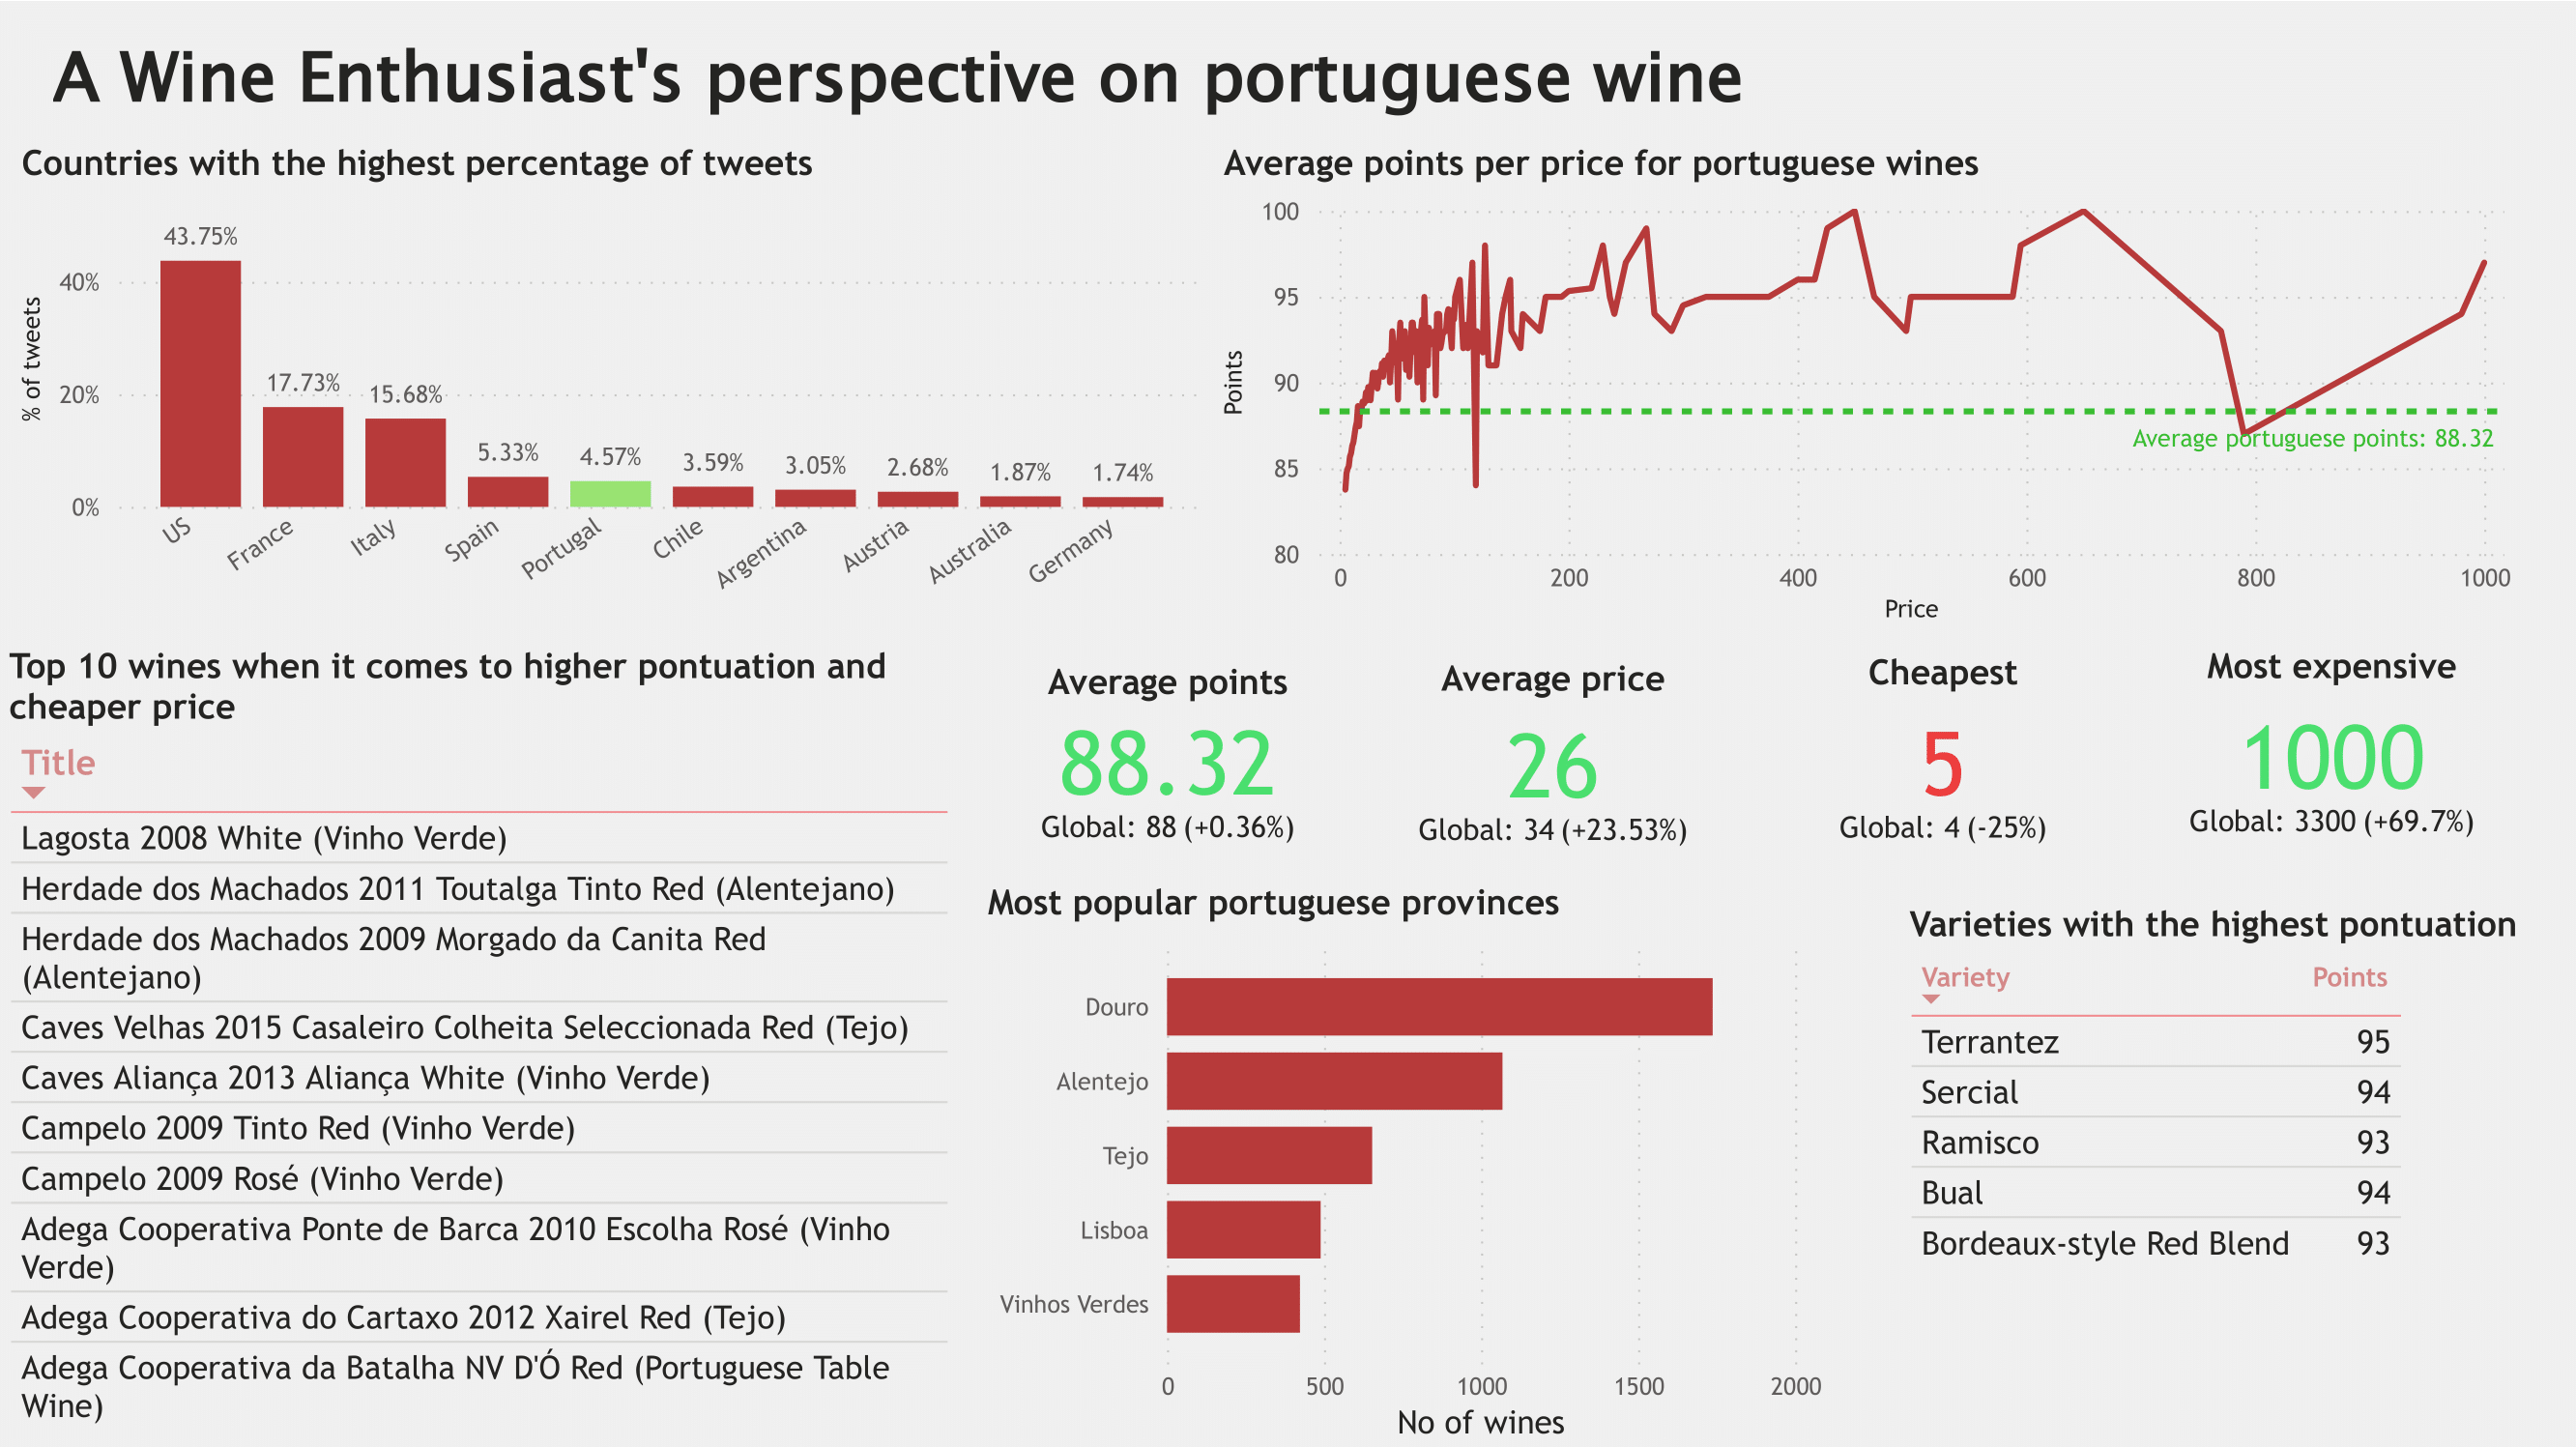 A Wine Enthusiast's perspective on portuguese wine
Countries with the highest percentage of tweets
% of tweets
40%
20%
0%
43.75%
17.73%
15.68%
5.33%
4.57%
3.59%
3.05%
2.68%
1.87%
1.74%
US
France
Italy
Spain
Portugal
Chile
Argentina
Austria
Australia
Germany
Average points per price for portuguese wines
Points
100
95
90
85
80
Average portuguese points: 88.32
0
200
400
600
800
1000
Price
Top 10 wines when it comes to higher pontuation and
cheaper price
Title
Lagosta 2008 White (Vinho Verde)
Herdade dos Machados 2011 Toutalga Tinto Red (Alentejano)
Herdade dos Machados 2009 Morgado da Canita Red
(Alentejano)
Caves Velhas 2015 Casaleiro Colheita Seleccionada Red (Tejo)
Caves Aliança 2013 Aliança White (Vinho Verde)
Campelo 2009 Tinto Red (Vinho Verde)
Campelo 2009 Rosé (Vinho Verde)
Adega Cooperativa Ponte de Barca 2010 Escolha Rosé (Vinho
Verde)
Adega Cooperativa do Cartaxo 2012 Xairel Red (Tejo)
Adega Cooperativa da Batalha NV D'Ó Red (Portuguese Table
Wine)
Average points
88.32
Global: 88 (+0.36%)
Average price
26
Global: 34 (+23.53%)
Cheapest
5
Global: 4 (-25%)
Most expensive
1000
Global: 3300 (+69.7%)
Most popular portuguese provinces
Douro
Alentejo
Tejo
Lisboa
Vinhos Verdes
0
500
1000
1500
2000
No of wines
Varieties with the highest pontuation
Variety Points
Terrantez 95
Sercial 94
Ramisco 93
Bual 94
Bordeaux-style Red Blend 93